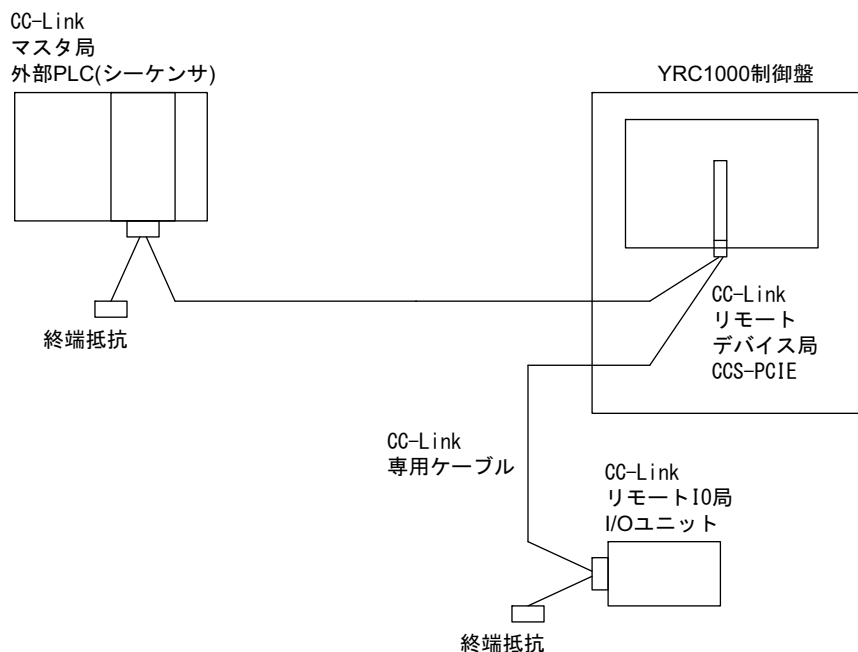 CC-Link
マスタ局
外部PLC(シーケンサ)
YRC1000制御盤
終端抵抗
CC-Link
リモート
デバイス局
CCS-PCIE
CC-Link
専用ケーブル
CC-Link
リモートIO局
I/Oユニット
終端抵抗